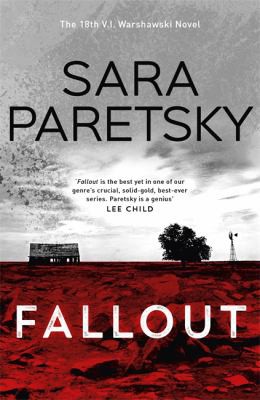 The 18th V.I. Warshawski Novel
SARA
PARETSKY
'Fallout is the best yet in one of our
genre's crucial, solid-gold, best-ever
series. Paretsky is a genius'
LEE CHILD
FALLOUT